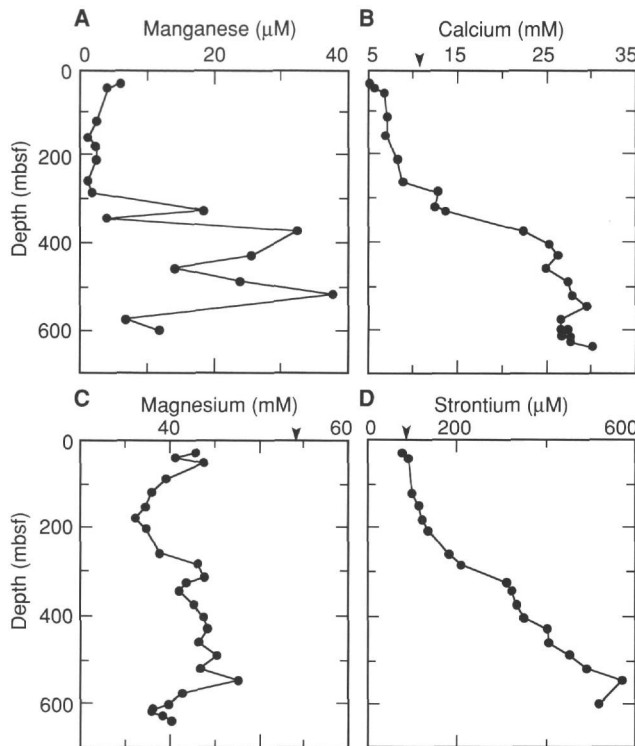 A Manganese (μM)
0 20 40
B Calcium (mM)
5 15 25 35
Depth (mbsf)
0
200
400
600
C Magnesium (mM)
40 60
D Strontium (μM)
0 200 600
Depth (mbsf)
0
200
400
600